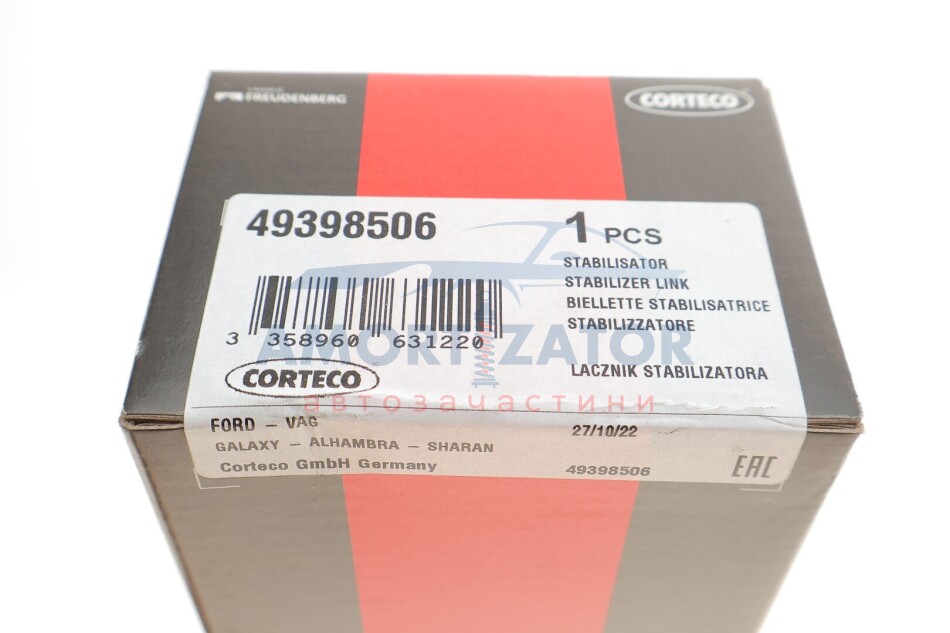 FREUDENBERG
CORTECO
49398506
1 PCS
STABILISATOR
STABILIZER LINK
BIELLETTE STABILISATRICE
STABILIZZATORE
LACZNIK STABILIZATORA
3 358960 631220
CORTECO
AMORTIZATOR
автозачастини
FORD - VAG
27/10/22
GALAXY - ALHAMBRA - SHARAN
Corteco GmbH Germany
49398506
EAC